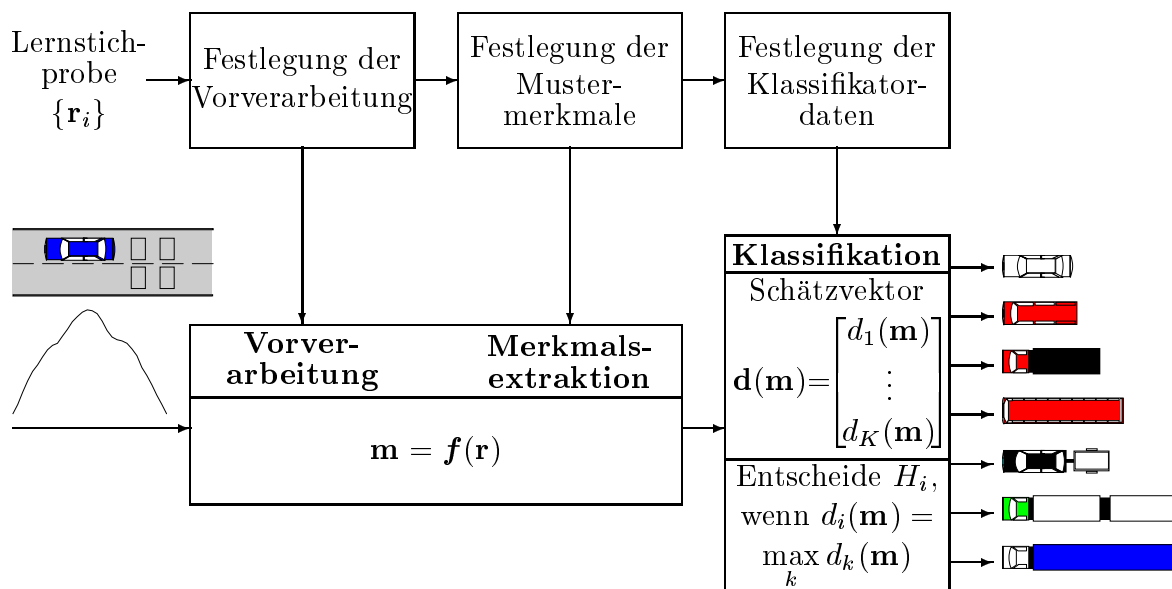 Lernstich-
probe
{r_i}
Festlegung der
Vorverarbeitung
Festlegung der
Muster-
merkmale
Festlegung der
Klassifikator-
daten
Vorver-
arbeitung
Merkmals-
extraktion
m = f(r)
Klassifikation
Schätzvektor
d(m)=[d_1(m)
⋮
d_K(m)]
Entscheide H_i,
wenn d_i(m) =
max d_k(m)
k